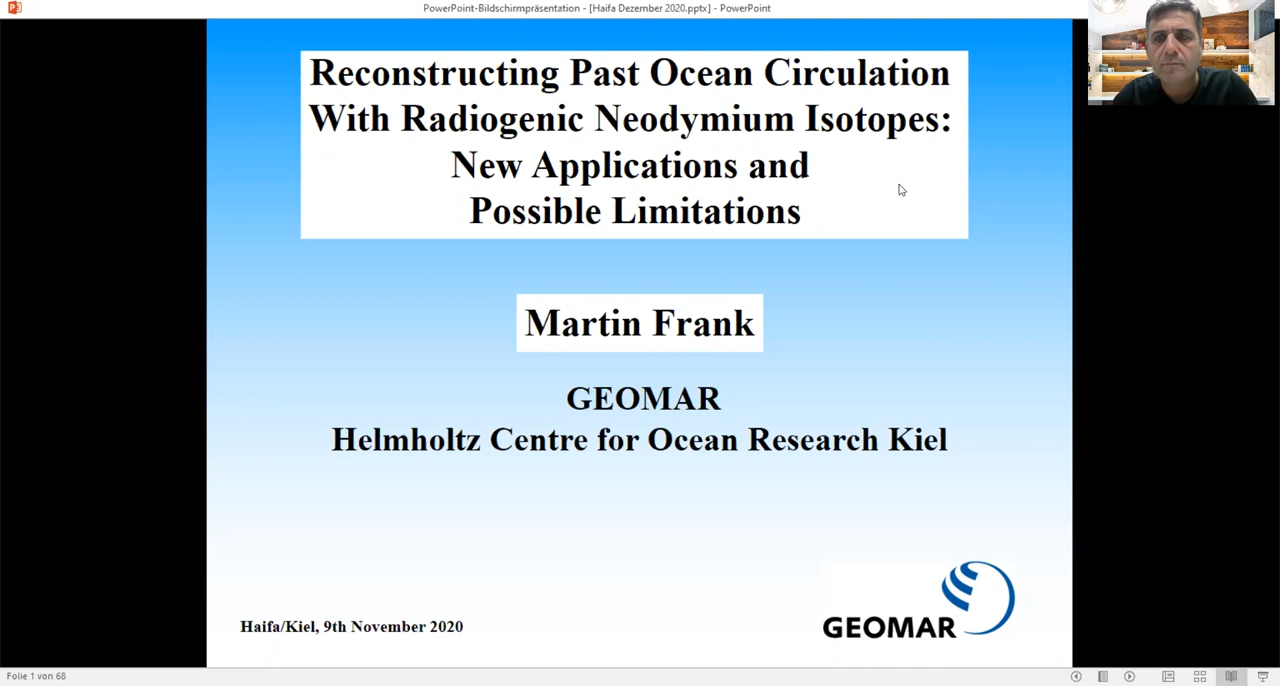 PowerPoint-Bildschirmpräsentation - [Haifa Dezember 2020.pptx] - PowerPoint
Reconstructing Past Ocean Circulation
With Radiogenic Neodymium Isotopes:
New Applications and
Possible Limitations
Martin Frank
GEOMAR
Helmholtz Centre for Ocean Research Kiel
Haifa/Kiel, 9th November 2020
GEOMAR
Folie 1 von 68